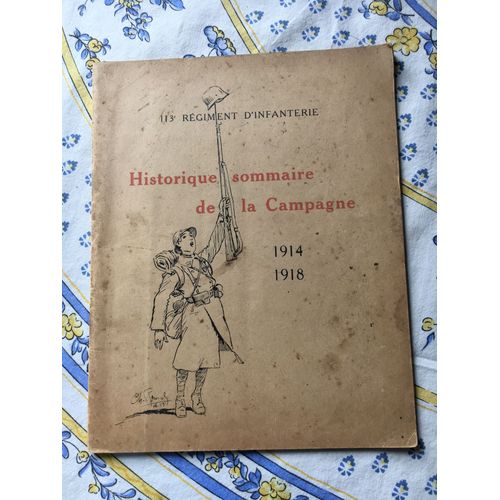 113e RÉGIMENT D'INFANTERIE
Historique sommaire
de la Campagne
1914
1918